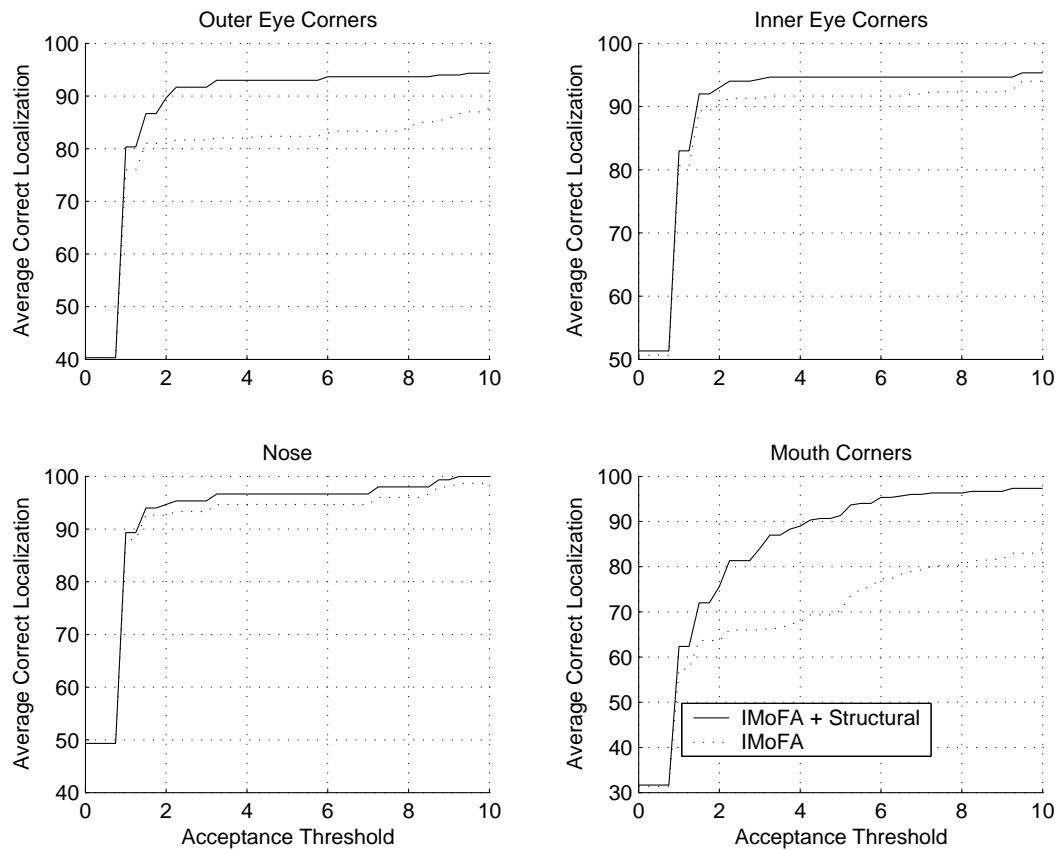 Outer Eye Corners
100
90
80
70
60
50
40
Average Correct Localization
0 2 4 6 8 10
Inner Eye Corners
100
90
80
70
60
50
Average Correct Localization
0 2 4 6 8 10
Nose
100
90
80
70
60
50
40
Average Correct Localization
0 2 4 6 8 10
Acceptance Threshold
Mouth Corners
100
90
80
70
60
50
40
30
Average Correct Localization
IMoFA + Structural
IMoFA
0 2 4 6 8 10
Acceptance Threshold